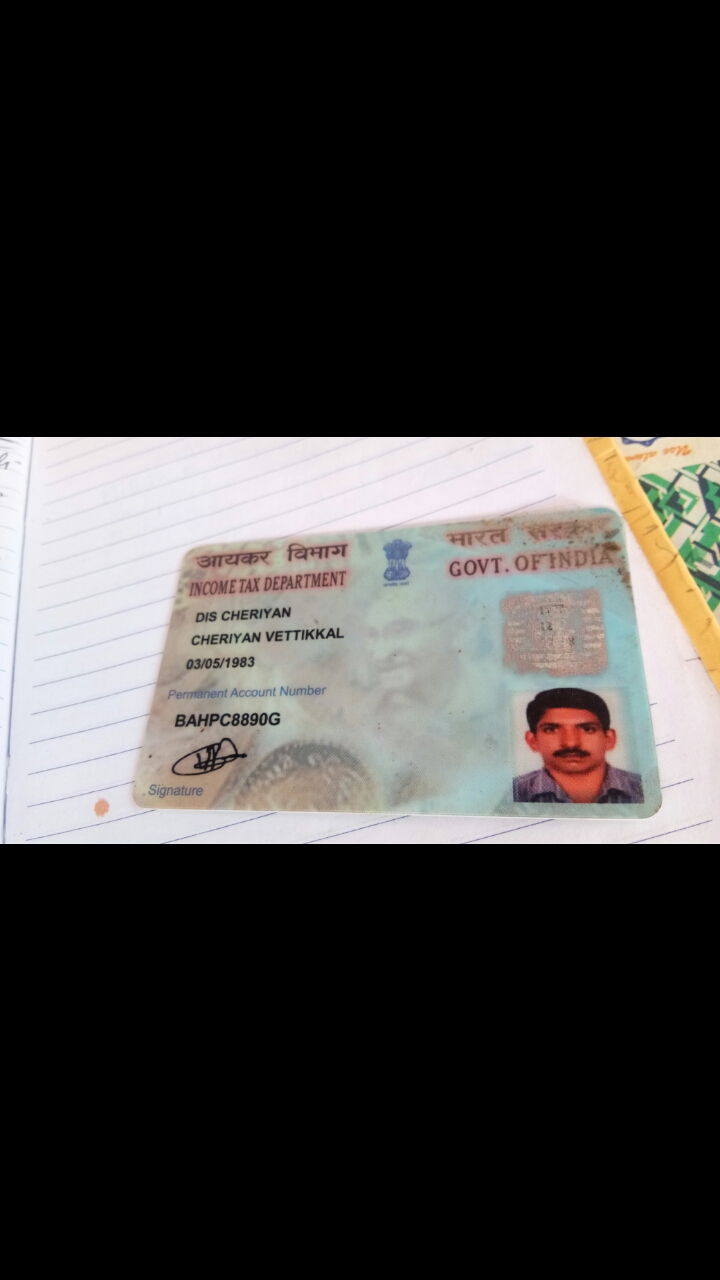 आयकर विभाग
INCOME TAX DEPARTMENT
भारत सरकार
GOVT. OF INDIA
DIS CHERIYAN
CHERIYAN VETTIKKAL
03/05/1983
Permanent Account Number
BAHPC8890G
Signature
Use